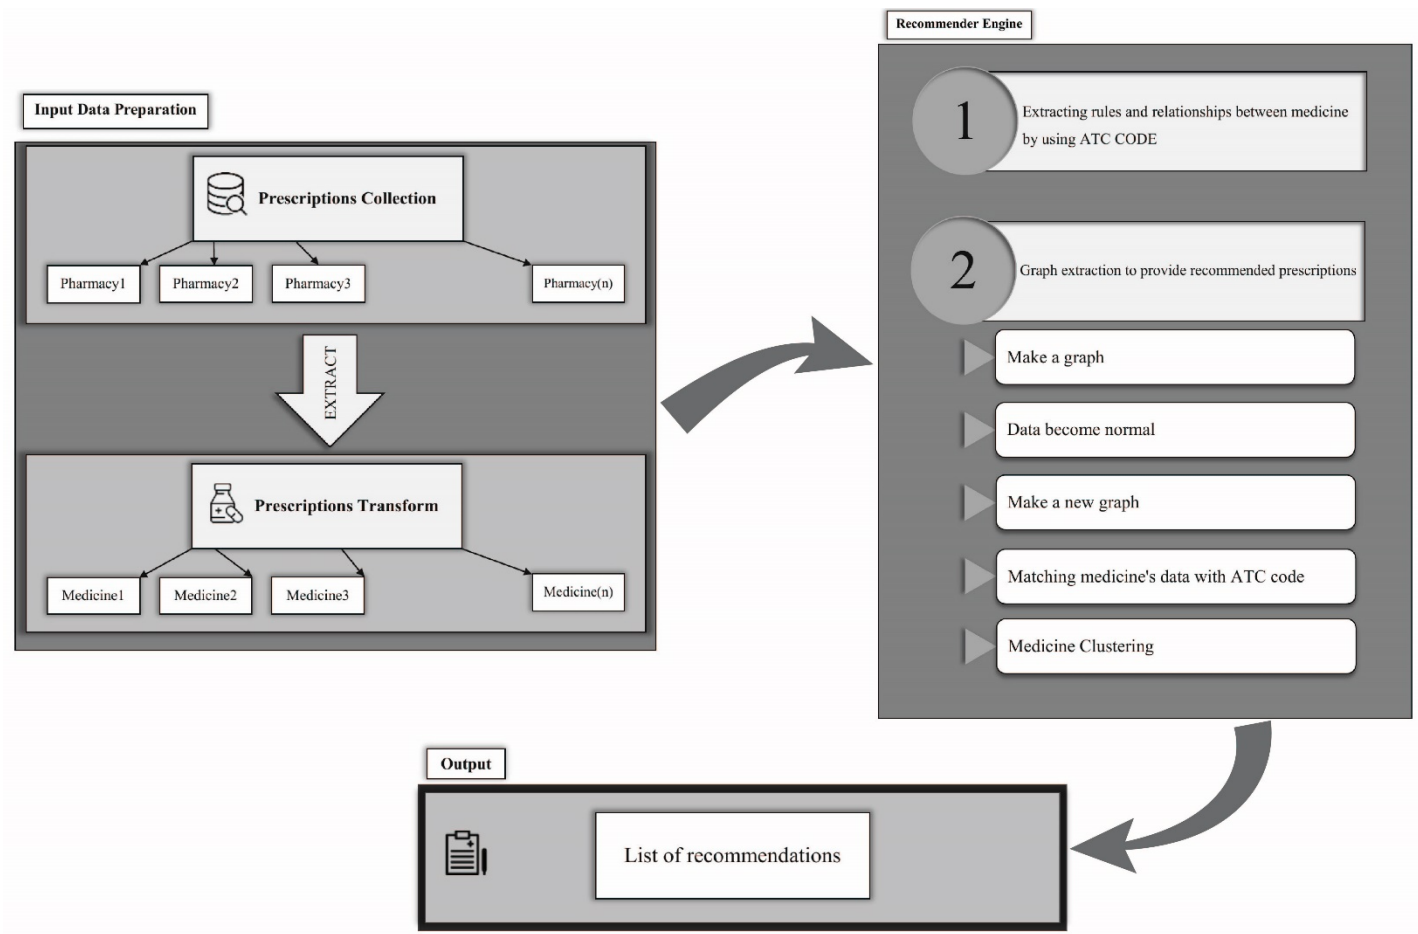 Input Data Preparation
Prescriptions Collection
Pharmacy1
Pharmacy2
Pharmacy3
Pharmacy(n)
EXTRACT
Prescriptions Transform
Medicine1
Medicine2
Medicine3
Medicine(n)
Recommender Engine
1
Extracting rules and relationships between medicine
by using ATC CODE
2
Graph extraction to provide recommended prescriptions
Make a graph
Data become normal
Make a new graph
Matching medicine's data with ATC code
Medicine Clustering
Output
List of recommendations